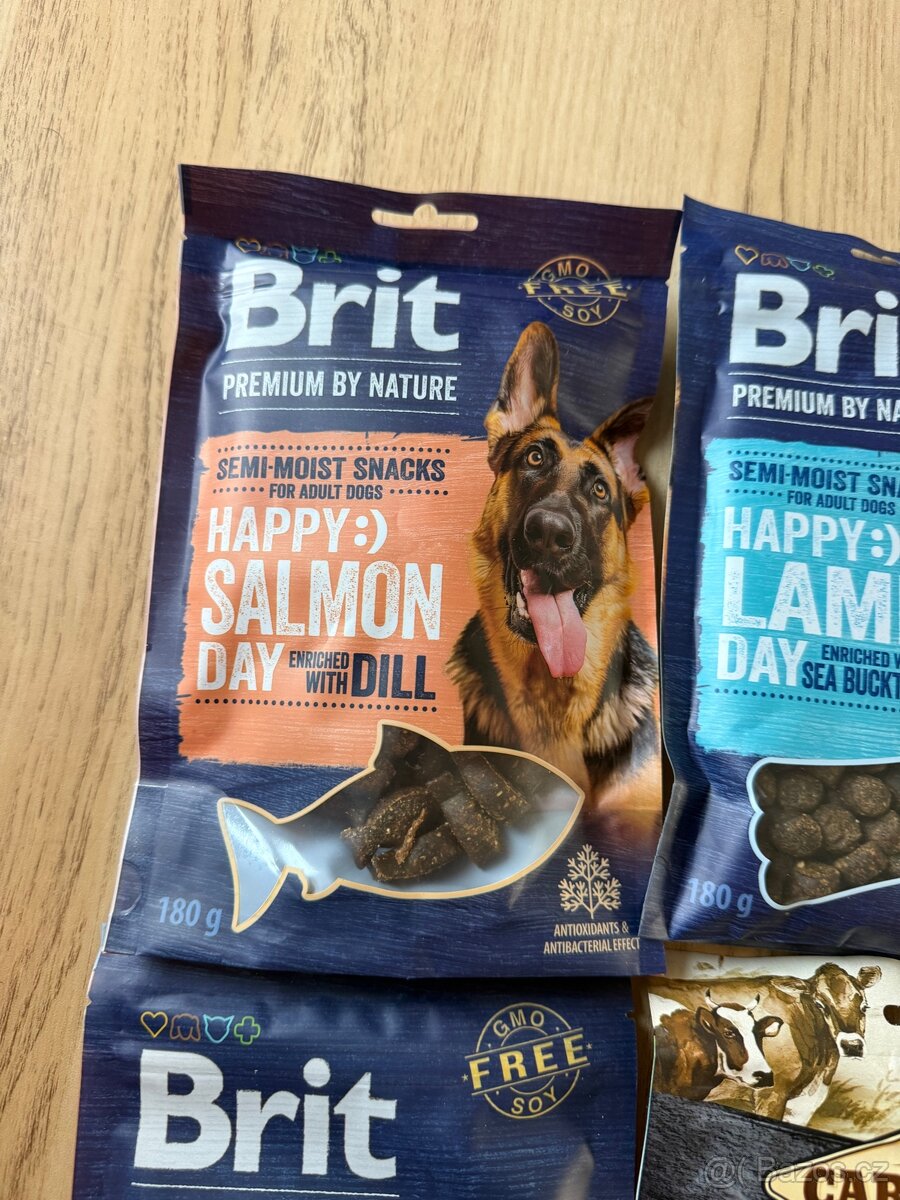 Brit
PREMIUM BY NATURE
GMO
FREE
SOY
SEMI-MOIST SNACKS
FOR ADULT DOGS
HAPPY:)
SALMON
DAY
ENRICHED
WITH DILL
180 g
ANTIOXIDANTS &
ANTIBACTERIAL EFFECT
Bri
PREMIUM BY NA
SEMI-MOIST SNA
FOR ADULT DOGS
HAPPY:)
LAM
DAY
ENRICHED W
SEA BUCKT
180 g
Brit
GMO
FREE
SOY
Bazos.cz